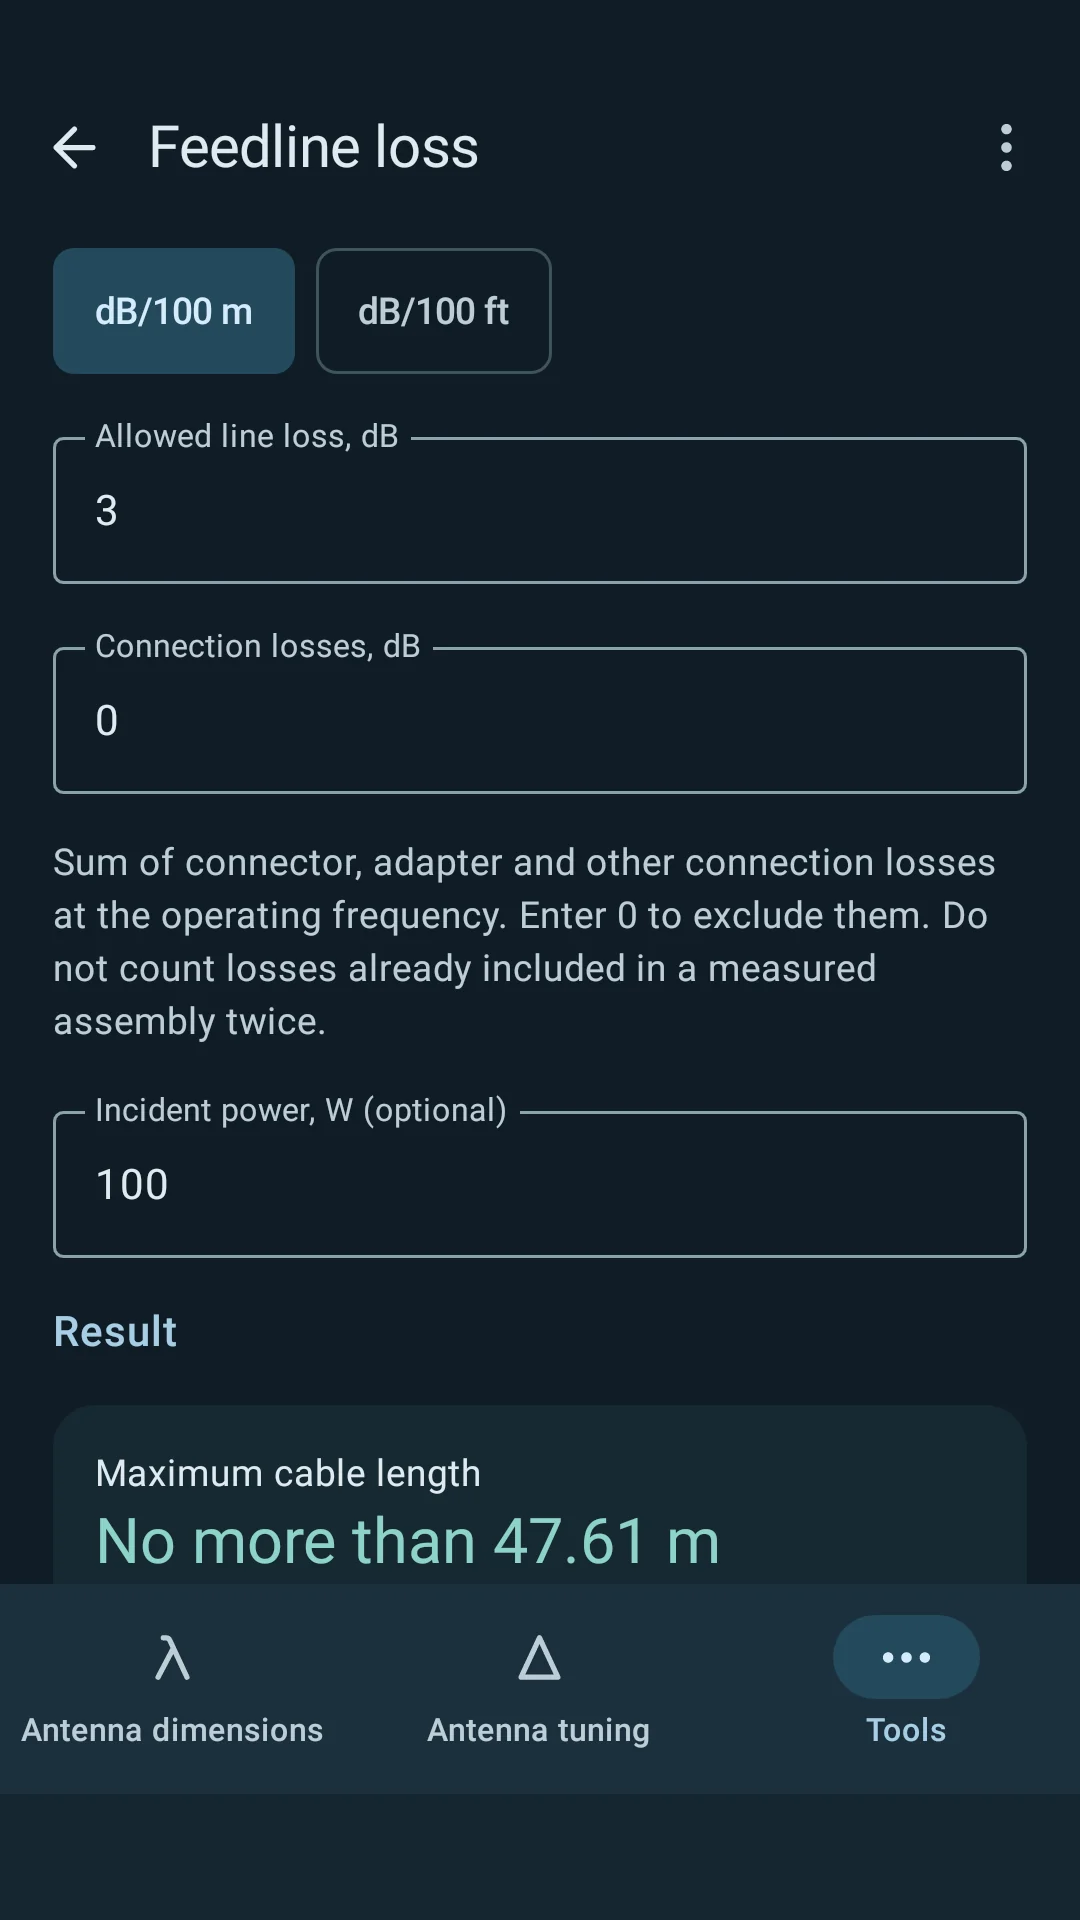 Feedline loss
dB/100 m
dB/100 ft
Allowed line loss, dB
3
Connection losses, dB
0
Sum of connector, adapter and other connection losses
at the operating frequency. Enter 0 to exclude them. Do
not count losses already included in a measured
assembly twice.
Incident power, W (optional)
100
Result
Maximum cable length
No more than 47.61 m
Antenna dimensions
Antenna tuning
Tools